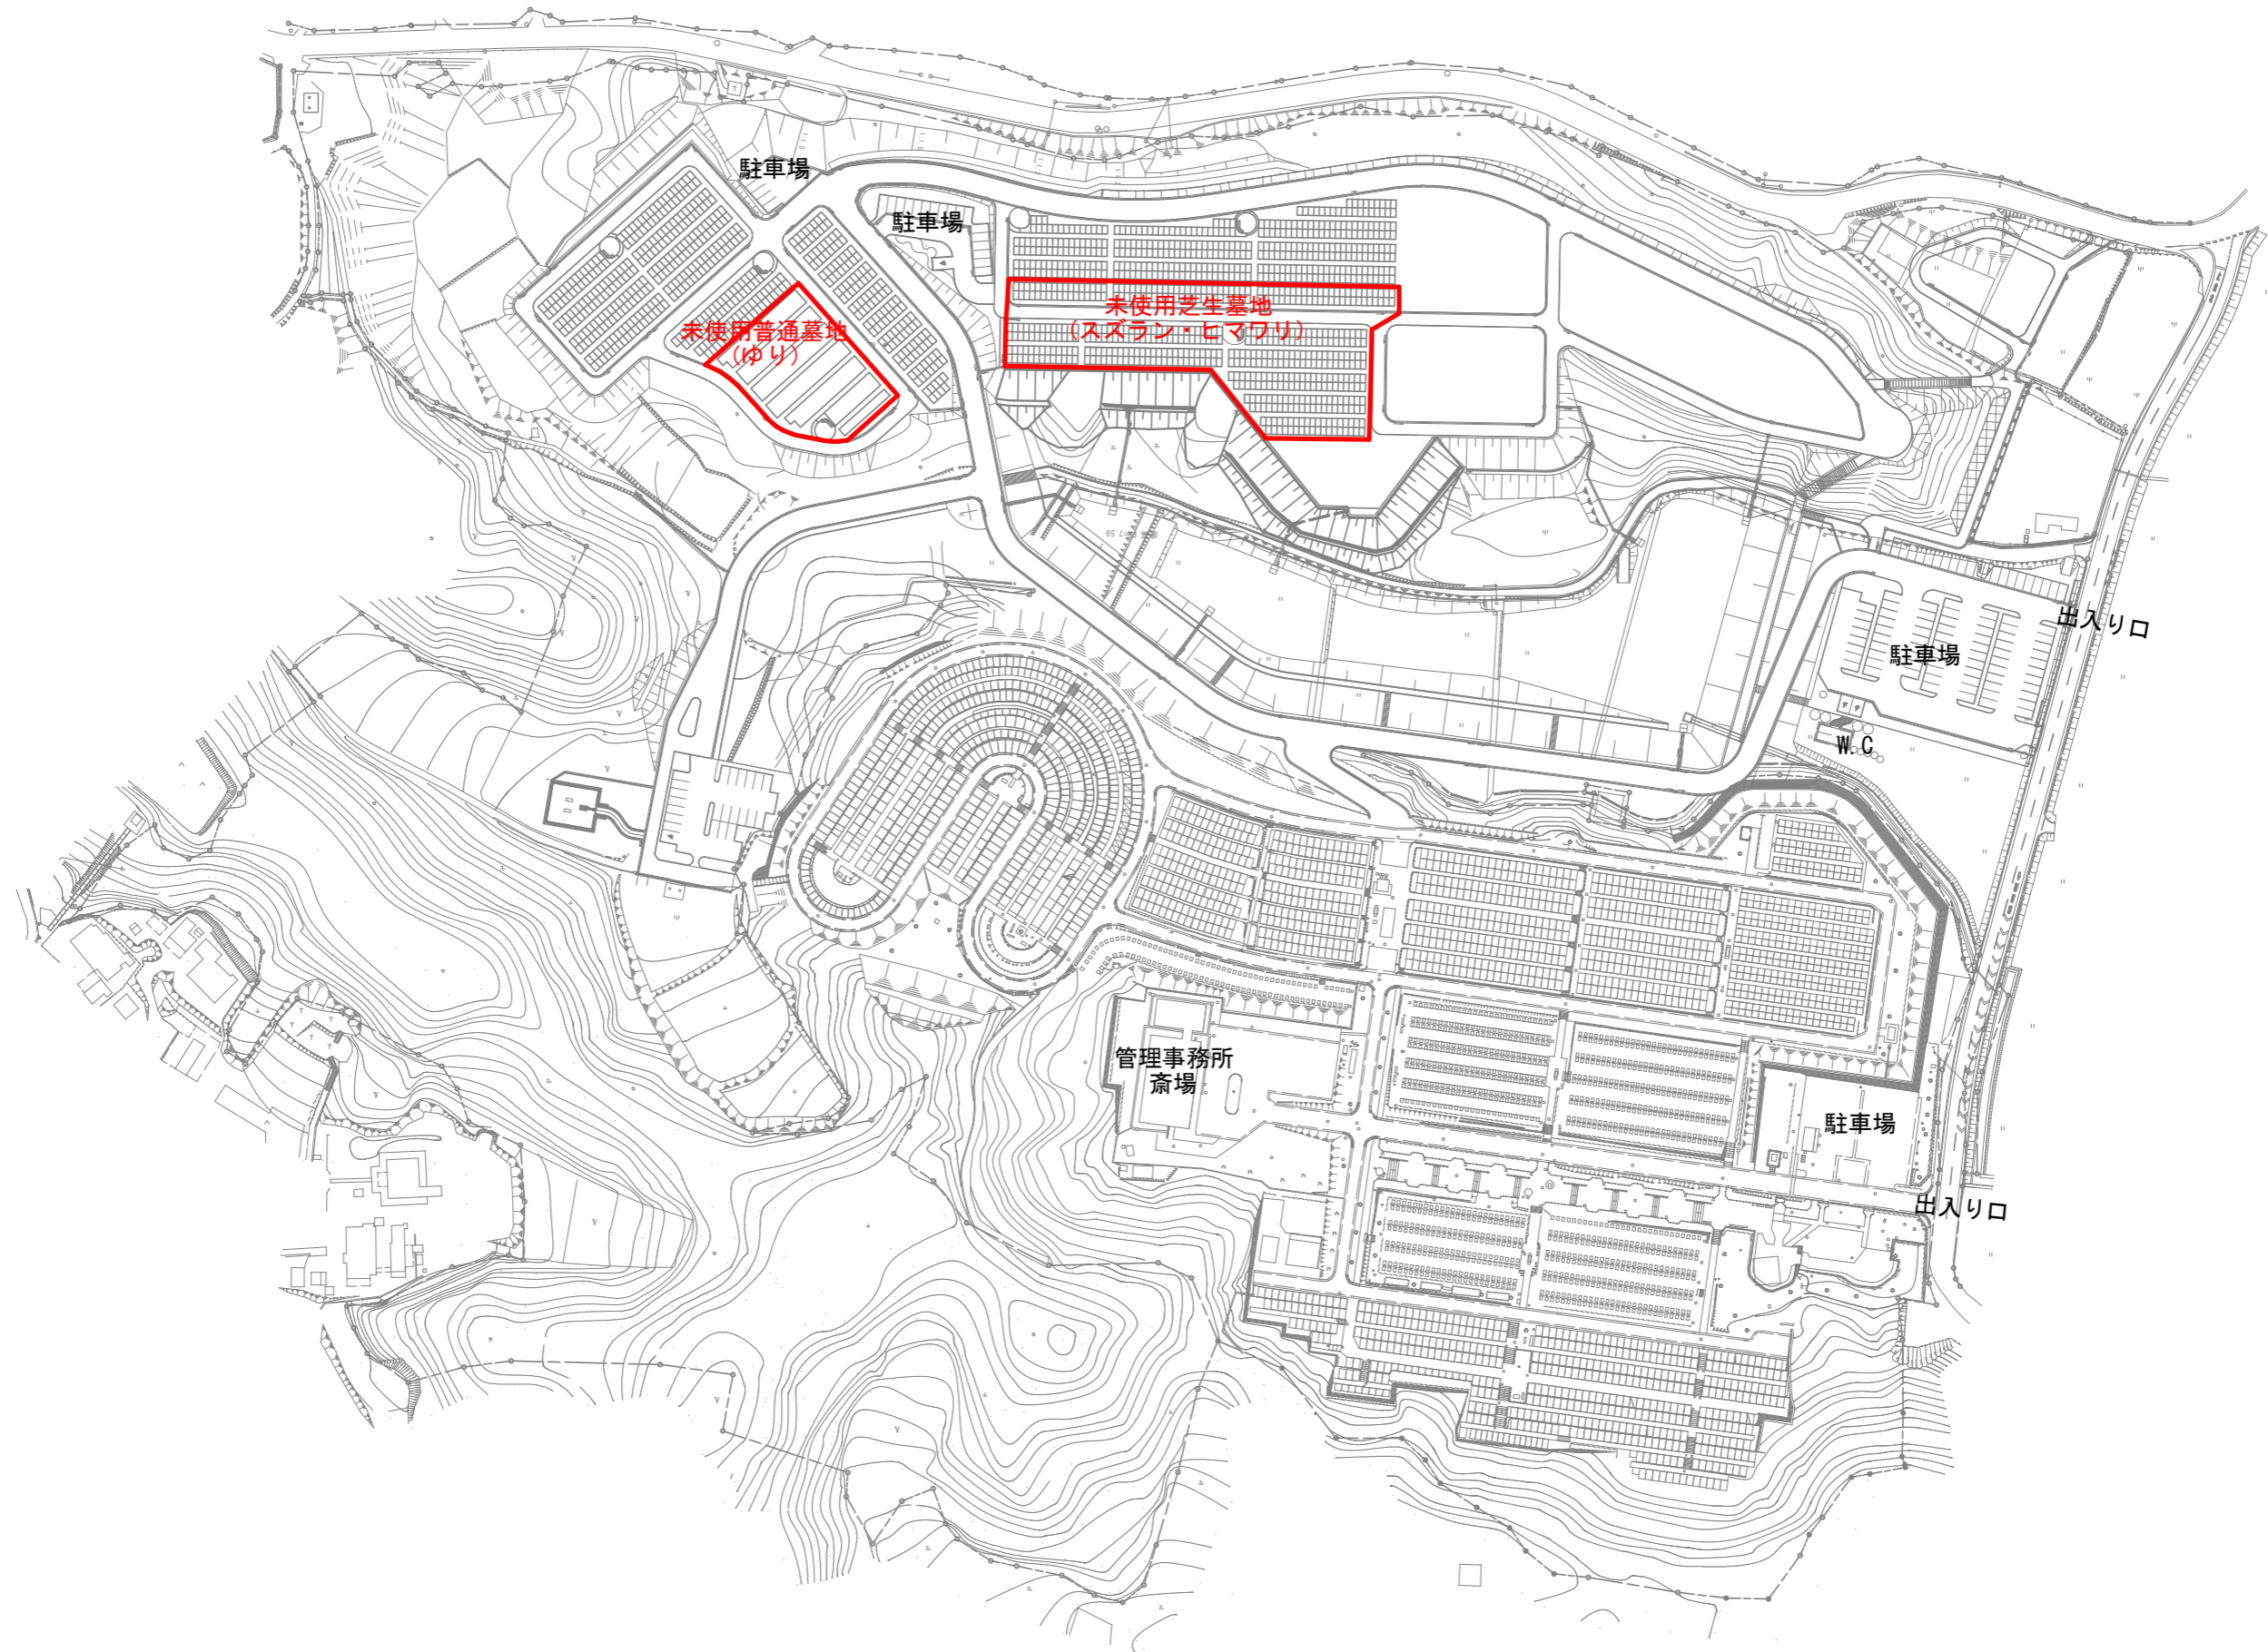 駐車場
駐車場
未使用芝生墓地
(スズラン・ヒマワリ)
未使用普通墓地
(ゆり)
出入り口
駐車場
W.C
管理事務所
斎場
駐車場
出入り口